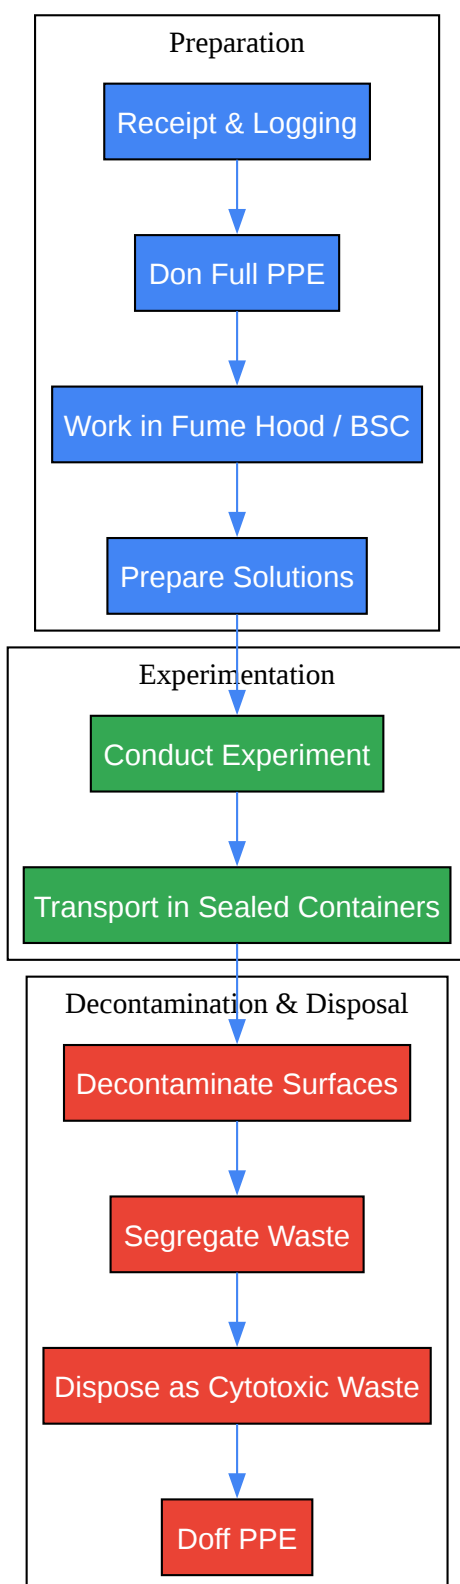 Preparation
Receipt & Logging
Don Full PPE
Work in Fume Hood / BSC
Prepare Solutions
Experimentation
Conduct Experiment
Transport in Sealed Containers
Decontamination & Disposal
Decontaminate Surfaces
Segregate Waste
Dispose as Cytotoxic Waste
Doff PPE